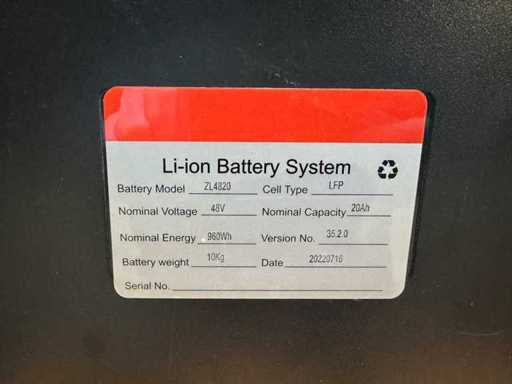 Li-ion Battery System
Battery Model ZL4820 Cell Type LFP
Nominal Voltage 48V Nominal Capacity 20Ah
Nominal Energy 960Wh Version No. 35.2.0
Battery weight 10Kg Date 20220716
Serial No.